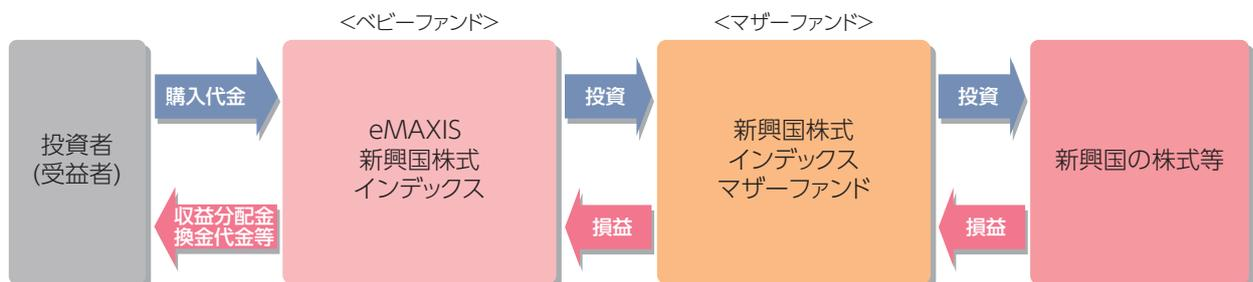 <ベビーファンド>
<マザーファンド>
投資者
(受益者)
購入代金
収益分配金
換金代金等
eMAXIS
新興国株式
インデックス
投資
損益
新興国株式
インデックス
マザーファンド
投資
損益
新興国の株式等